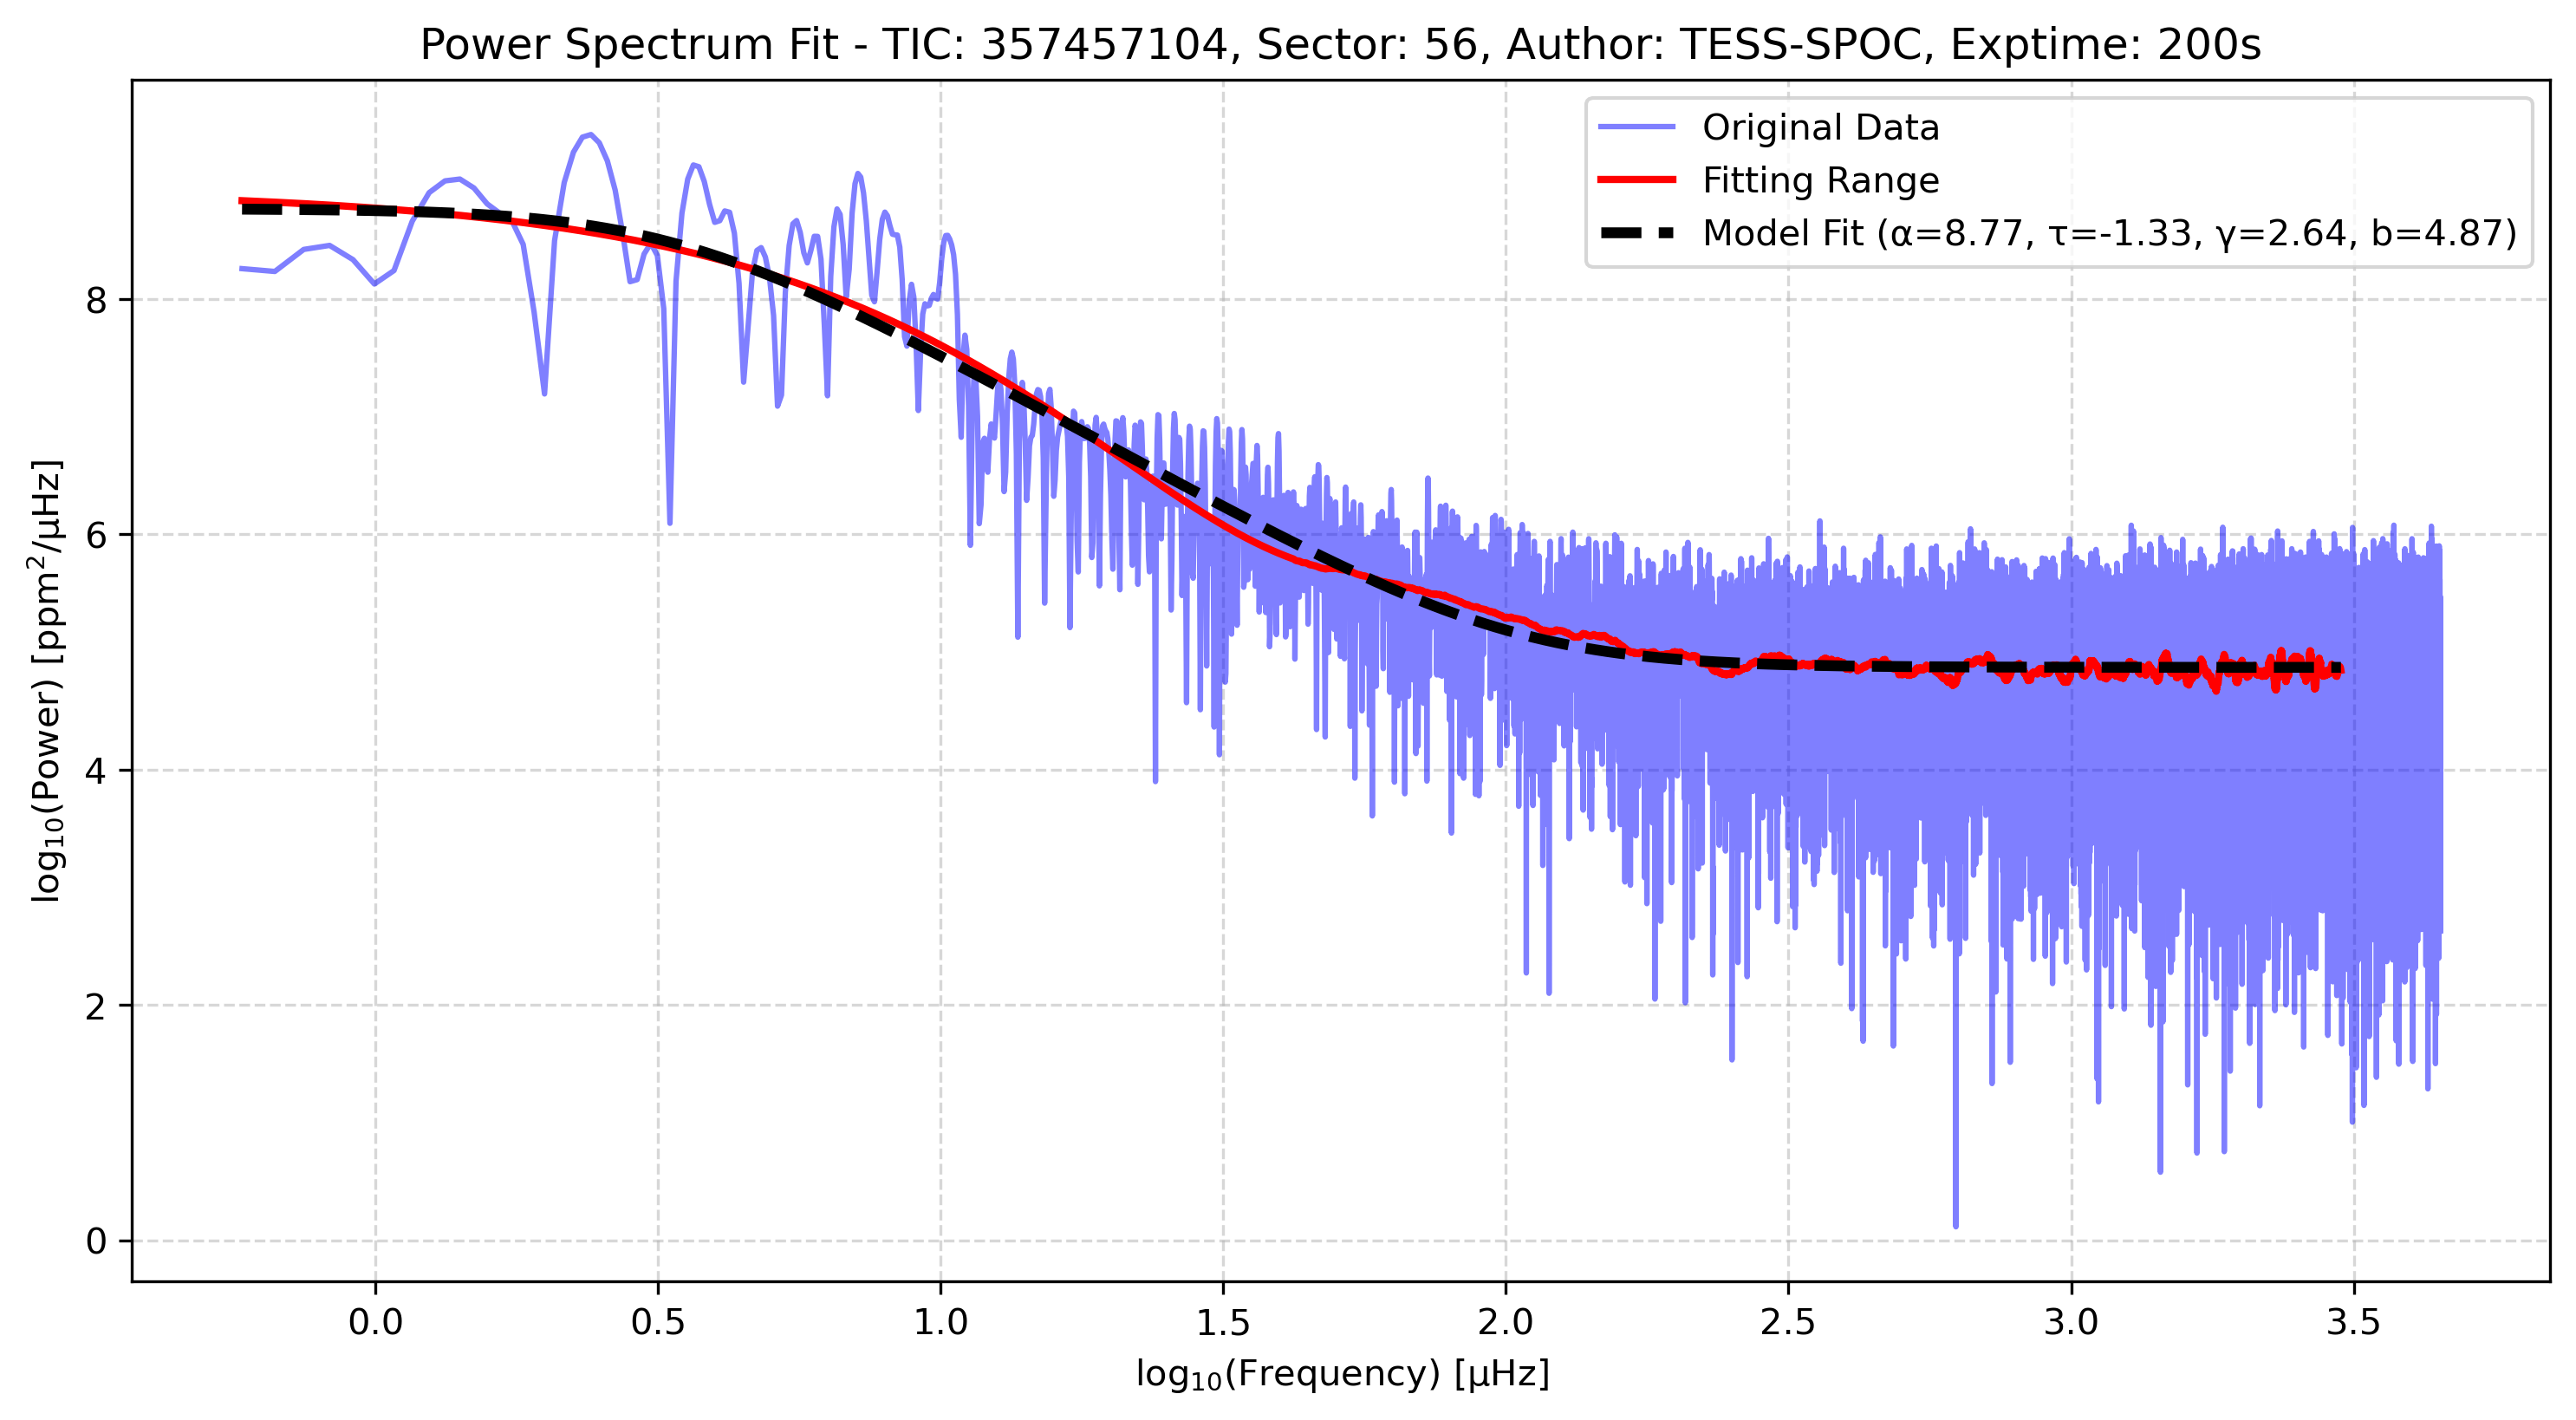 Power Spectrum Fit - TIC: 357457104, Sector: 56, Author: TESS-SPOC, Exptime: 200s
Original Data
Fitting Range
Model Fit (α=8.77, τ=-1.33, γ=2.64, b=4.87)
log₁₀(Power) [ppm²/μHz]
8
6
4
2
0
0.0 0.5 1.0 1.5 2.0 2.5 3.0 3.5
log₁₀(Frequency) [μHz]